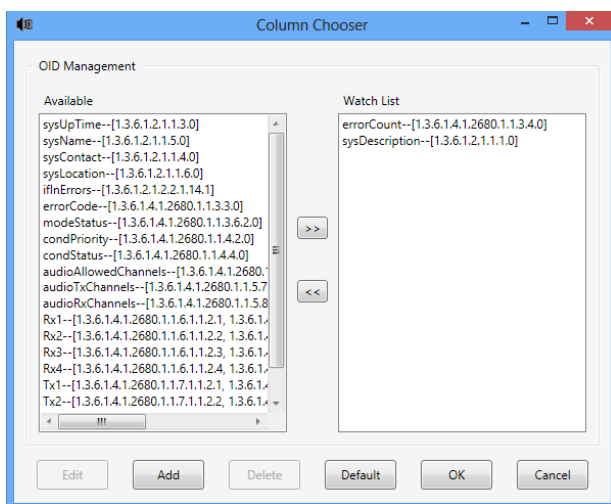 Column Chooser
OID Management
Available
sysUpTime--[1.3.6.1.2.1.1.3.0]
sysName--[1.3.6.1.2.1.1.5.0]
sysContact--[1.3.6.1.2.1.1.4.0]
sysLocation--[1.3.6.1.2.1.1.6.0]
ifInErrors--[1.3.6.1.2.1.2.2.1.14.1]
errorCode--[1.3.6.1.4.1.2680.1.1.3.3.0]
modeStatus--[1.3.6.1.4.1.2680.1.1.3.6.2.0]
condPriority--[1.3.6.1.4.1.2680.1.1.4.2.0]
condStatus--[1.3.6.1.4.1.2680.1.1.4.4.0]
audioAllowedChannels--[1.3.6.1.4.1.2680.1
audioTxChannels--[1.3.6.1.4.1.2680.1.1.5.7
audioRxChannels--[1.3.6.1.4.1.2680.1.1.5.8
Rx1--[1.3.6.1.4.1.2680.1.1.6.1.1.2.1, 1.3.6.1.4
Rx2--[1.3.6.1.4.1.2680.1.1.6.1.1.2.2, 1.3.6.1.4
Rx3--[1.3.6.1.4.1.2680.1.1.6.1.1.2.3, 1.3.6.1.4
Rx4--[1.3.6.1.4.1.2680.1.1.6.1.1.2.4, 1.3.6.1.4
Tx1--[1.3.6.1.4.1.2680.1.1.7.1.1.2.1, 1.3.6.1.4
Tx2--[1.3.6.1.4.1.2680.1.1.7.1.1.2.2, 1.3.6.1.4
>>
<<
Watch List
errorCount--[1.3.6.1.4.1.2680.1.1.3.4.0]
sysDescription--[1.3.6.1.2.1.1.1.0]
Edit
Add
Delete
Default
OK
Cancel